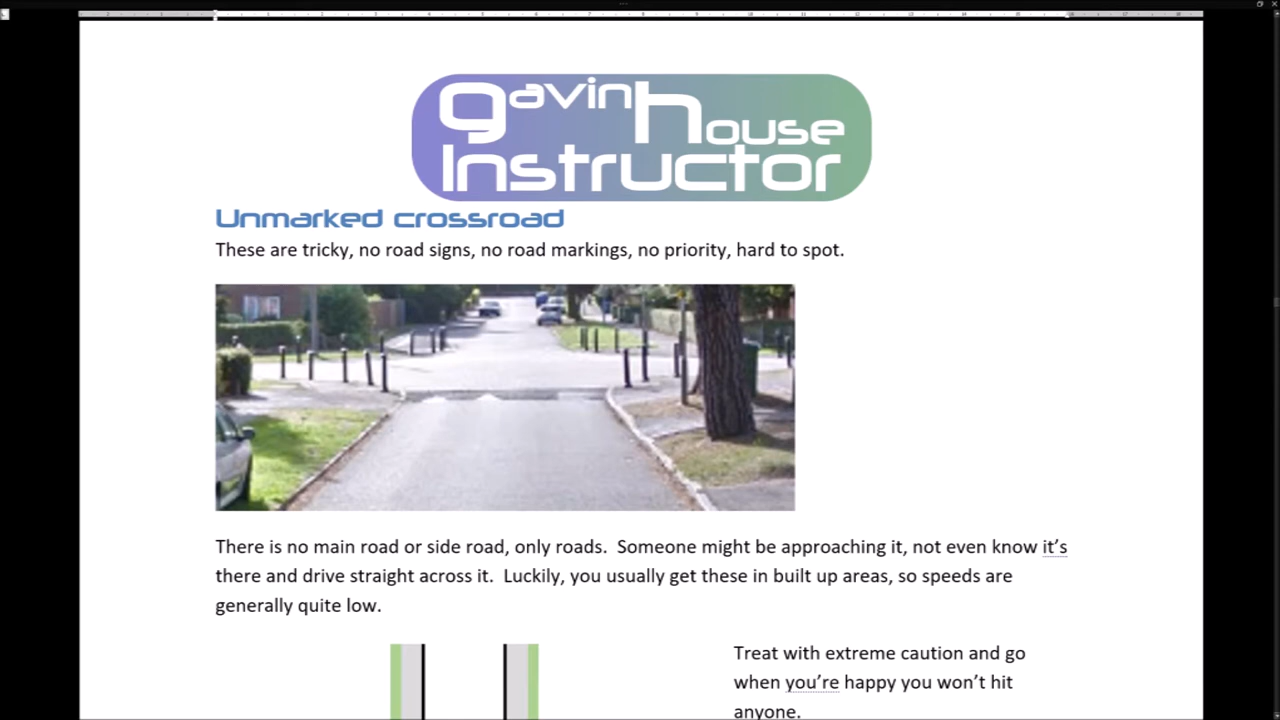 gavin house
Instructor
Unmarked crossroad
These are tricky, no road signs, no road markings, no priority, hard to spot.
There is no main road or side road, only roads.  Someone might be approaching it, not even know it's
there and drive straight across it.  Luckily, you usually get these in built up areas, so speeds are
generally quite low.
Treat with extreme caution and go
when you're happy you won't hit
anyone.